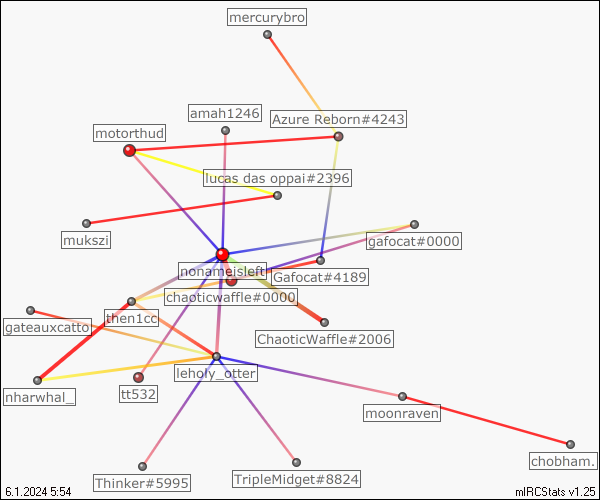 mercurybro
amah1246
Azure Reborn#4243
motorthud
lucas das oppai#2396
mukszi
gafocat#0000
nonameisleft
Gafocat#4189
chaoticwaffle#0000
then1cc
gateauxcatto
ChaoticWaffle#2006
leholy_otter
nharwhal_
tt532
moonraven
chobham.
Thinker#5995
TripleMidget#8824
6.1.2024 5:54
mIRCStats v1.25